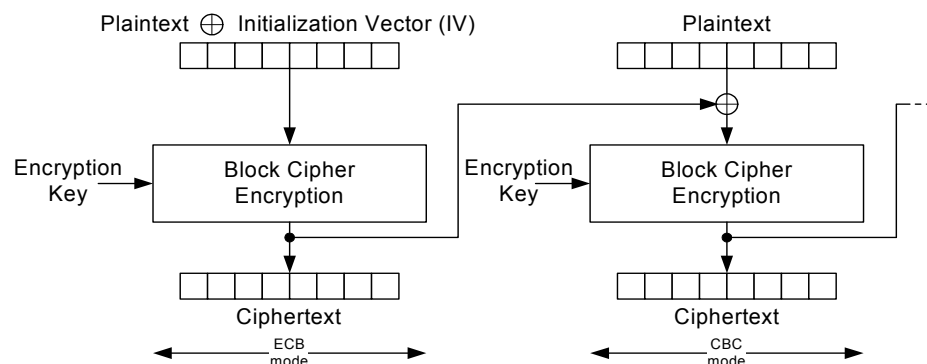 Plaintext ⊕ Initialization Vector (IV)
Plaintext
Encryption
Key
Block Cipher
Encryption
Encryption
Key
Block Cipher
Encryption
Ciphertext
Ciphertext
ECB
mode
CBC
mode